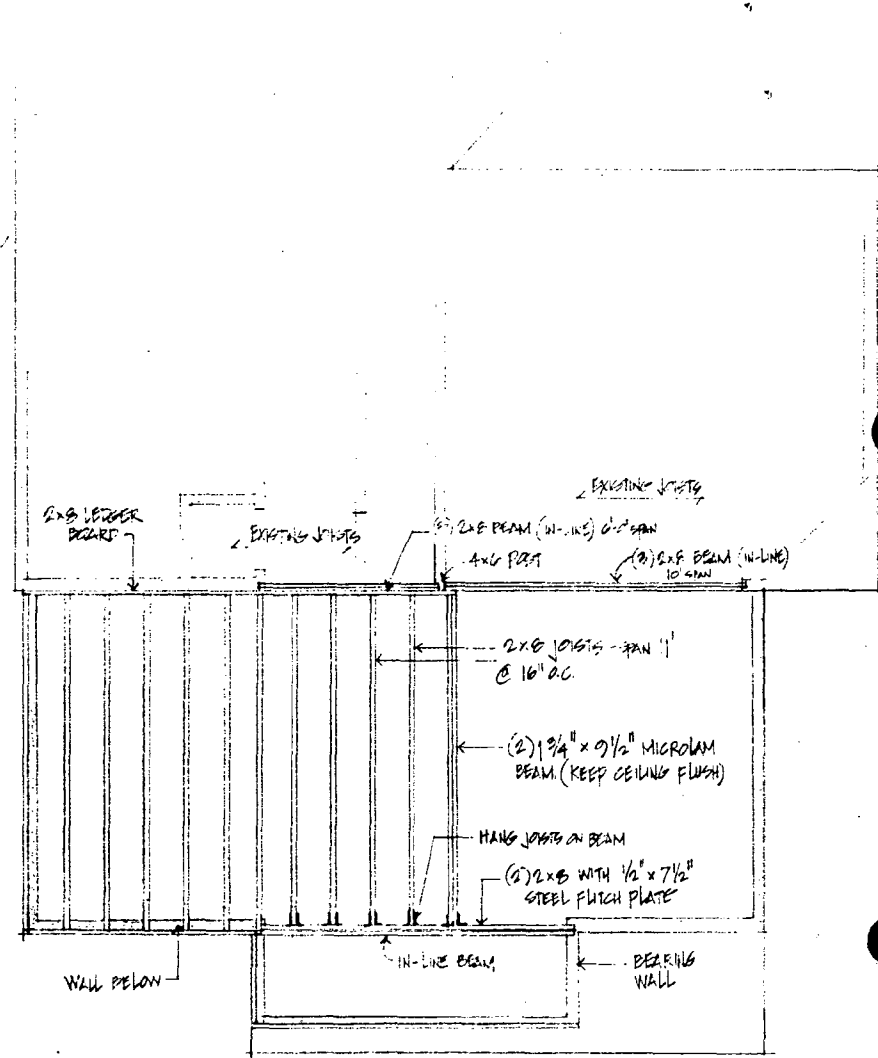 EXISTING JOISTS
2x8 LEDGER
BOARD
EXISTING JOISTS
2x8 BEAM (IN-LINE) SPAN
4x6 POST
(3) 2x8 BEAM (IN-LINE)
10' SPAN
2x8 JOISTS - SPAN 11'
@ 16" O.C.
(2) 1 3/4" x 9 1/2" MICROLAM
BEAM. (KEEP CEILING FLUSH)
HANG JOISTS ON BEAM
(2) 2x8 WITH 1/2" x 7 1/2"
STEEL FLITCH PLATE
IN-LINE BEAM
WALL BELOW
BEARING
WALL